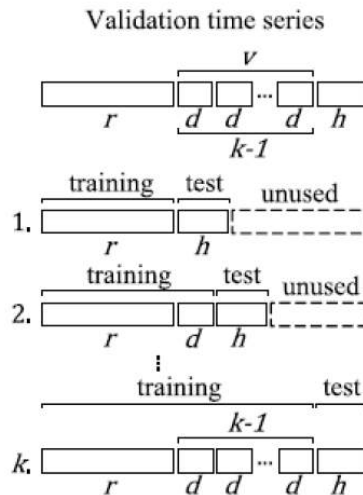 Validation time series
v
r d d ... d h
k-1
training test
unused
1.
r h
training test
unused
2.
r d h
training test
k-1
k.
r d d ... d h